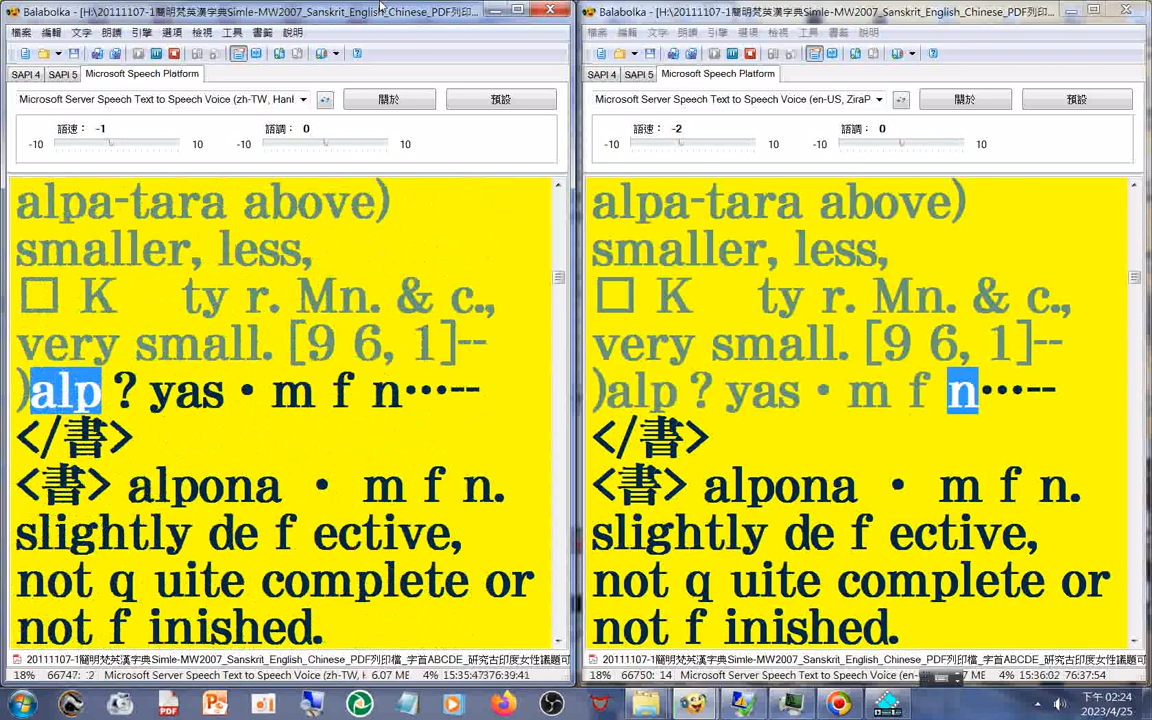 Balabolka - [H:\20111107-1簡明梵英漢字典Simle-MW2007_Sanskrit_English_Chinese_PDF列印...
檔案 編輯 文字 朗讀 引擎 選項 檢視 工具 書籤 說明
SAPI 4 SAPI 5 Microsoft Speech Platform
Microsoft Server Speech Text to Speech Voice (zh-TW, Hanl
關於 預設
語速： -1 語調： 0
-10 10 -10 10
alpa-tara above)
smaller, less,
□ K ty r. Mn. & c.,
very small. [9 6, 1]--
)alp ? yas • m f n…--
</書>
<書> alpona • m f n.
slightly de f ective,
not q uite complete or
not f inished.
20111107-1簡明梵英漢字典Simle-MW2007_Sanskrit_English_Chinese_PDF列印檔_字首ABCDE_研究古印度女性議題可
18% 66747: :2 Microsoft Server Speech Text to Speech Voice (zh-TW, 6.07 MB 4% 15:35:47376:39:41
Balabolka - [H:\20111107-1簡明梵英漢字典Simle-MW2007_Sanskrit_English_Chinese_PDF列印...
檔案 編輯 文字 朗讀 引擎 選項 檢視 工具 書籤 說明
SAPI 4 SAPI 5 Microsoft Speech Platform
Microsoft Server Speech Text to Speech Voice (en-US, ZiraP
關於 預設
語速： -2 語調： 0
-10 10 -10 10
alpa-tara above)
smaller, less,
□ K ty r. Mn. & c.,
very small. [9 6, 1]--
)alp ? yas • m f n…--
</書>
<書> alpona • m f n.
slightly de f ective,
not q uite complete or
not f inished.
20111107-1簡明梵英漢字典Simle-MW2007_Sanskrit_English_Chinese_PDF列印檔_字首ABCDE_研究古印度女性議題可
18% 66750: 14 Microsoft Server Speech Text to Speech Voice (en-US, 4% 15:36:02 76:37:54
下午 02:24
2023/4/25